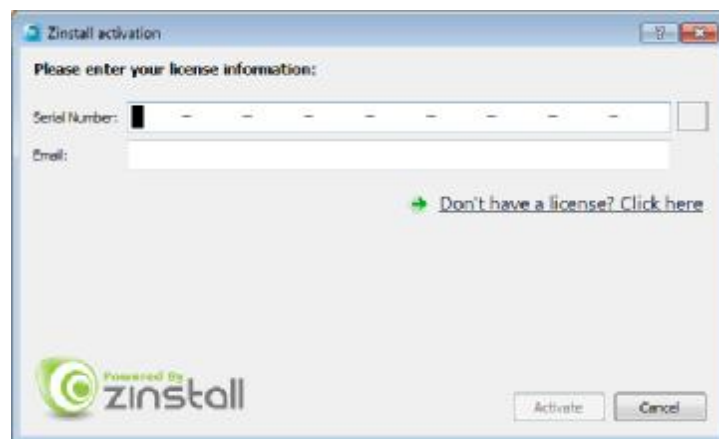 Zinstall activation
Please enter your license information:
Serial Number: - - - - - - - -
Email:
Don't have a license? Click here
Powered By
zinstall
Activate Cancel